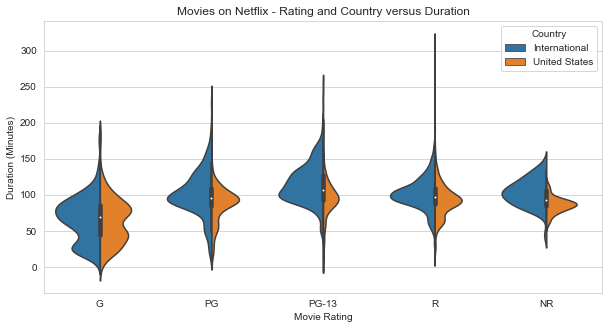 Movies on Netflix - Rating and Country versus Duration
Country
International
United States
Duration (Minutes)
300
250
200
150
100
50
0
G
PG
PG-13
R
NR
Movie Rating